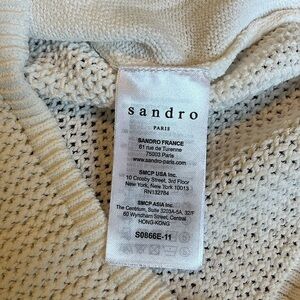 sandro
PARIS
SANDRO FRANCE
61 rue de Turenne
75003 Paris
www.sandro-paris.com
SMCP USA Inc.
10 Crosby Street, 3rd Floor
New York, New York 10013
RN132784
SMCP ASIA Inc.
The Centrium, Suite 3203A-5A, 32/F
60 Wyndham Street, Central
HONG-KONG
S0866E-11